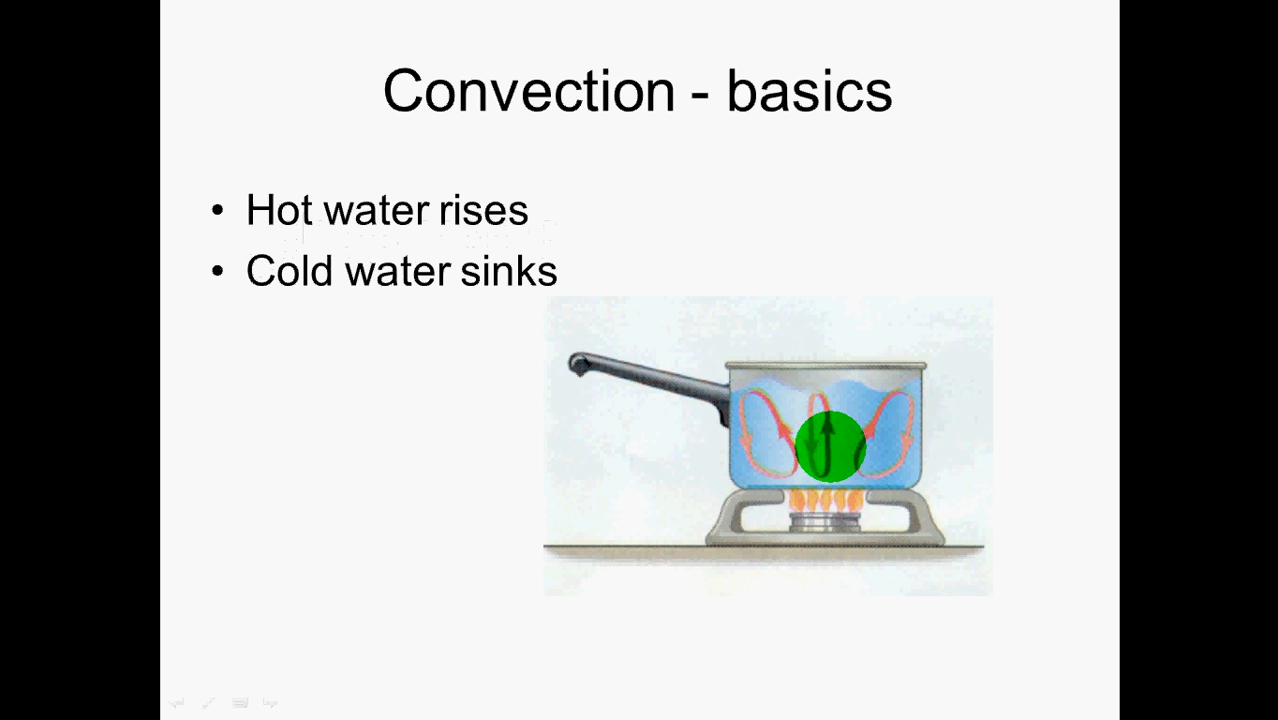 Convection - basics
• Hot water rises
• Cold water sinks